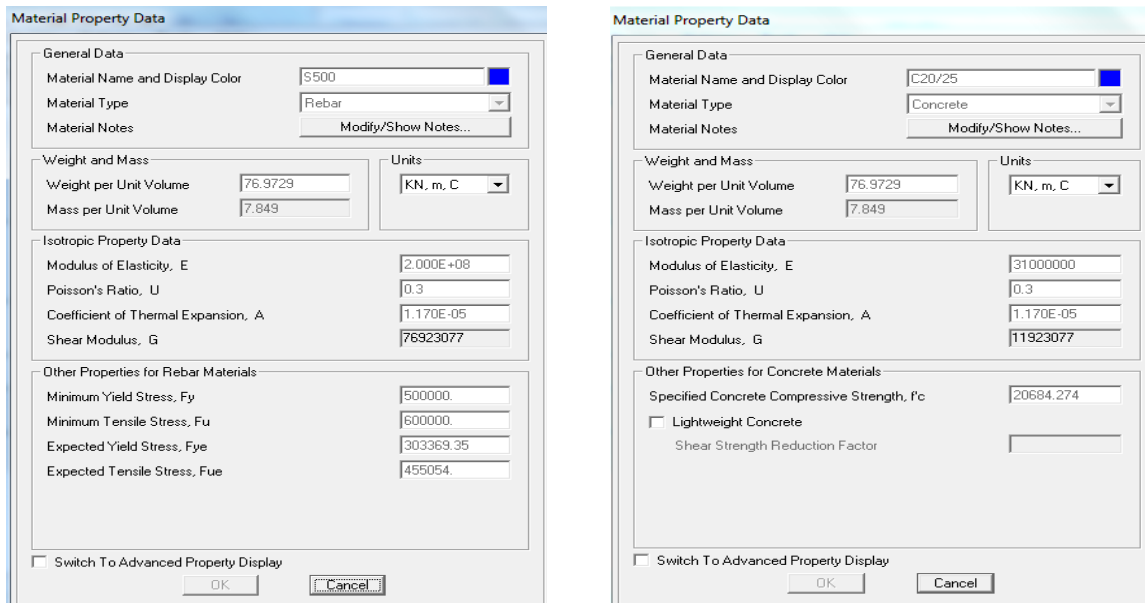 Material Property Data
General Data
Material Name and Display Color S500
Material Type Rebar
Material Notes Modify/Show Notes...
Weight and Mass Units
Weight per Unit Volume 76.9729 KN, m, C
Mass per Unit Volume 7.849
Isotropic Property Data
Modulus of Elasticity, E 2.000E+08
Poisson's Ratio, U 0.3
Coefficient of Thermal Expansion, A 1.170E-05
Shear Modulus, G 76923077
Other Properties for Rebar Materials
Minimum Yield Stress, Fy 500000.
Minimum Tensile Stress, Fu 600000.
Expected Yield Stress, Fye 303369.35
Expected Tensile Stress, Fue 455054.
Switch To Advanced Property Display
OK Cancel
Material Property Data
General Data
Material Name and Display Color C20/25
Material Type Concrete
Material Notes Modify/Show Notes...
Weight and Mass Units
Weight per Unit Volume 76.9729 KN, m, C
Mass per Unit Volume 7.849
Isotropic Property Data
Modulus of Elasticity, E 31000000
Poisson's Ratio, U 0.3
Coefficient of Thermal Expansion, A 1.170E-05
Shear Modulus, G 11923077
Other Properties for Concrete Materials
Specified Concrete Compressive Strength, f'c 20684.274
Lightweight Concrete
Shear Strength Reduction Factor
Switch To Advanced Property Display
OK Cancel